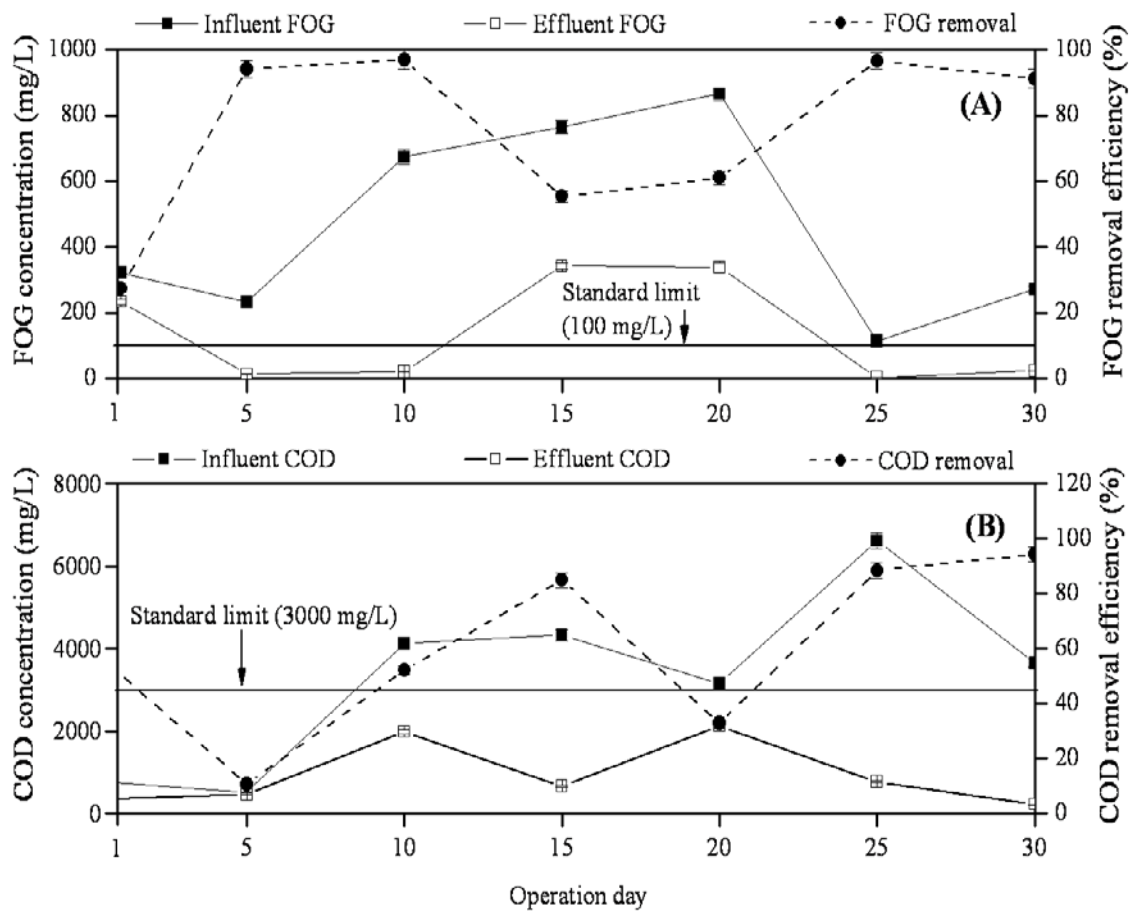 Influent FOG Effluent FOG FOG removal
FOG concentration (mg/L)
1000
800
600
400
200
0
(A)
Standard limit
(100 mg/L)
100
80
60
40
20
0
FOG removal efficiency (%)
1 5 10 15 20 25 30
Influent COD Effluent COD COD removal
COD concentration (mg/L)
8000
6000
4000
2000
0
(B)
Standard limit (3000 mg/L)
120
100
80
60
40
20
0
COD removal efficiency (%)
1 5 10 15 20 25 30
Operation day